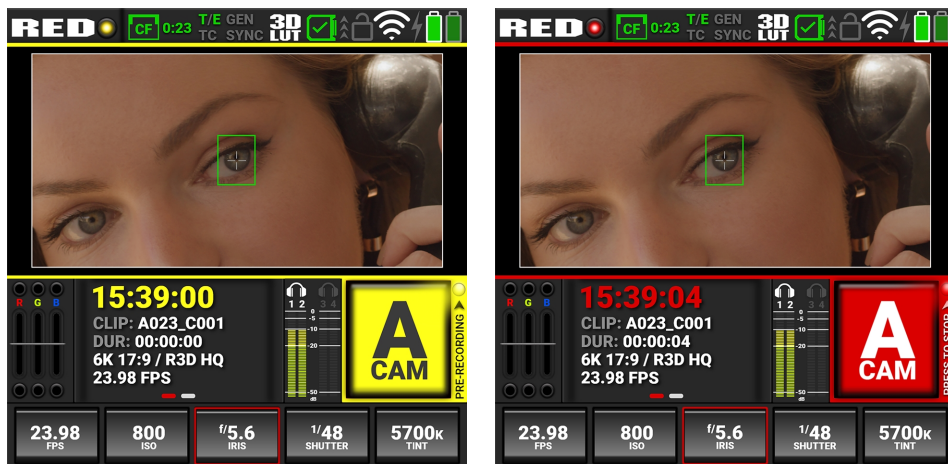 RED CF 0:23 T/E GEN 3D
TC SYNC LUT
R G B
15:39:00
CLIP: A023_C001
DUR: 00:00:00
6K 17:9 / R3D HQ
23.98 FPS
1 2 3 4
0
-5
-10
-20
-50
dB
A
CAM
PRE-RECORDING
23.98
FPS
800
ISO
f/5.6
IRIS
1/48
SHUTTER
5700K
TINT
RED CF 0:23 T/E GEN 3D
TC SYNC LUT
R G B
15:39:04
CLIP: A023_C001
DUR: 00:00:04
6K 17:9 / R3D HQ
23.98 FPS
1 2 3 4
0
-5
-10
-20
-50
dB
A
CAM
PRESS TO STOP
23.98
FPS
800
ISO
f/5.6
IRIS
1/48
SHUTTER
5700K
TINT